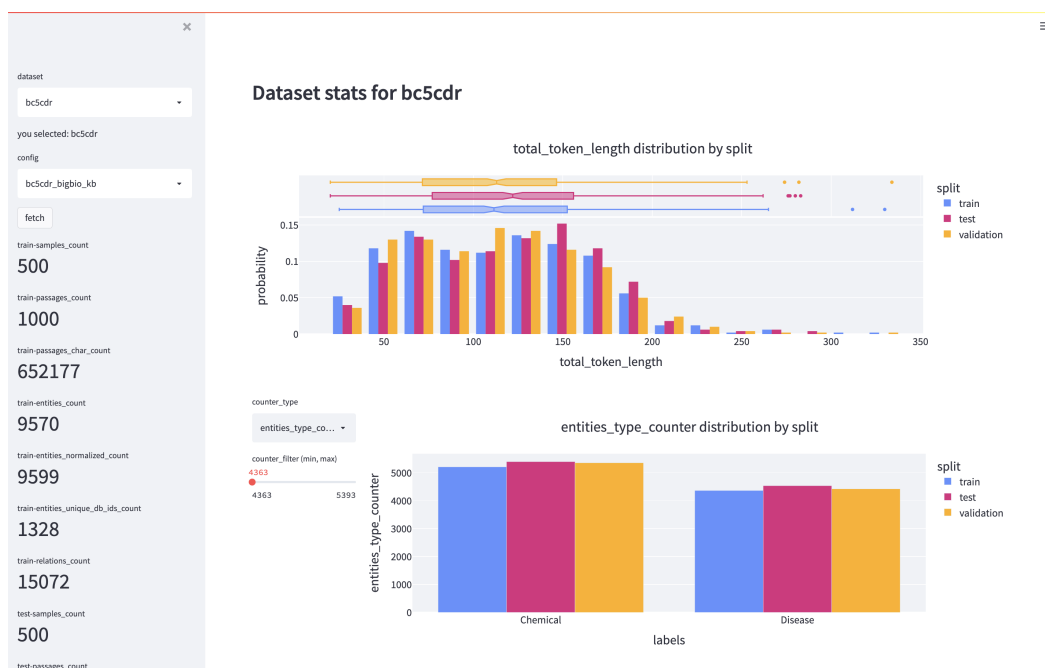 ×
dataset
bc5cdr
you selected: bc5cdr
config
bc5cdr_bigbio_kb
fetch
train-samples_count
500
train-passages_count
1000
train-passages_char_count
652177
train-entities_count
9570
train-entities_normalized_count
9599
train-entities_unique_db_ids_count
1328
train-relations_count
15072
test-samples_count
500
test-passages_count
Dataset stats for bc5cdr
total_token_length distribution by split
split
train
test
validation
probability
0.15
0.1
0.05
0
50 100 150 200 250 300 350
total_token_length
counter_type
entities_type_co...
counter_filter (min, max)
4363
4363 5393
entities_type_counter distribution by split
split
train
test
validation
entities_type_counter
5000
4000
3000
2000
1000
0
Chemical Disease
labels